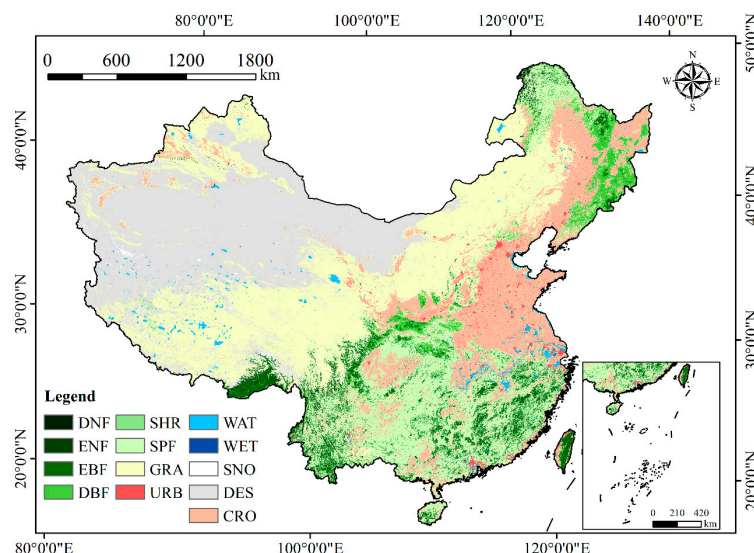 80°0'0"E 100°0'0"E 120°0'0"E 140°0'0"E
0 600 1200 1800
km
N
W E
S
50°0'0"N
40°0'0"N
40°0'0"N
30°0'0"N
30°0'0"N
20°0'0"N
20°0'0"N
Legend
DNF SHR WAT
ENF SPF WET
EBF GRA SNO
DBF URB DES
CRO
0 210 420
km
80°0'0"E 100°0'0"E 120°0'0"E